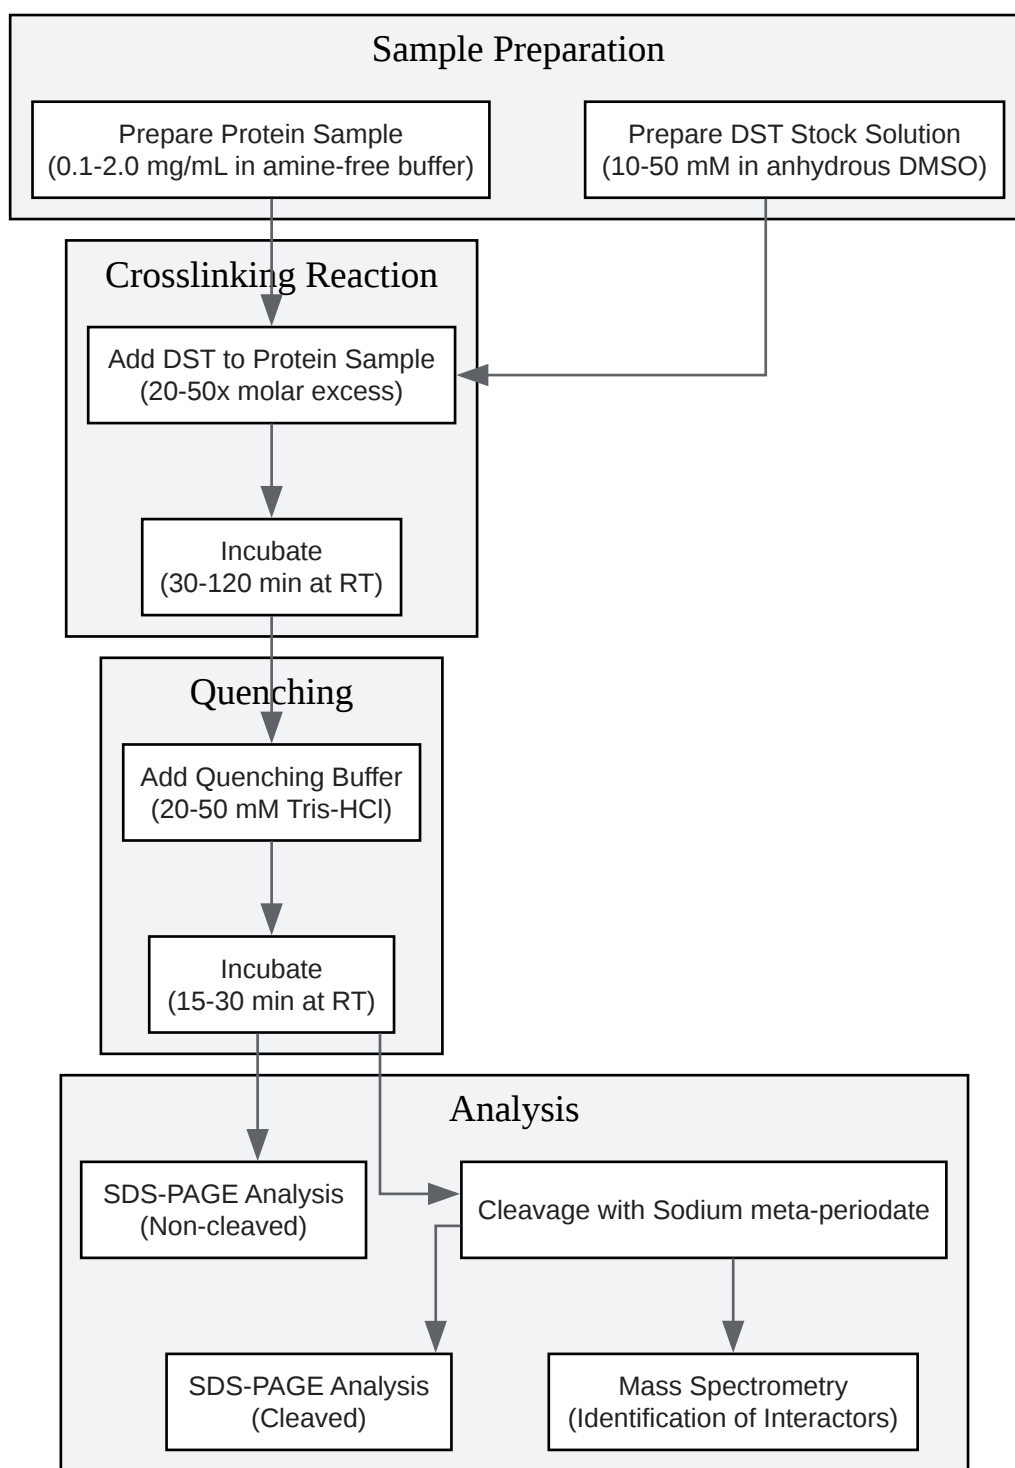 Sample Preparation
Prepare Protein Sample
(0.1-2.0 mg/mL in amine-free buffer)
Prepare DST Stock Solution
(10-50 mM in anhydrous DMSO)
Crosslinking Reaction
Add DST to Protein Sample
(20-50x molar excess)
Incubate
(30-120 min at RT)
Quenching
Add Quenching Buffer
(20-50 mM Tris-HCl)
Incubate
(15-30 min at RT)
Analysis
SDS-PAGE Analysis
(Non-cleaved)
Cleavage with Sodium meta-periodate
SDS-PAGE Analysis
(Cleaved)
Mass Spectrometry
(Identification of Interactors)